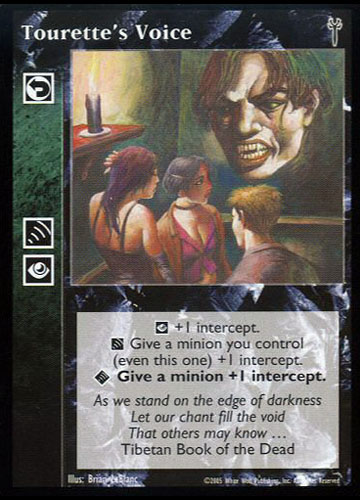 Tourette's Voice
+1 intercept.
Give a minion you control
(even this one) +1 intercept.
Give a minion +1 intercept.
As we stand on the edge of darkness
Let our chant fill the void
That others may know ...
Tibetan Book of the Dead
Illus: Brian LeBlanc
©2005 White Wolf Publishing, Inc. All Rights Reserved